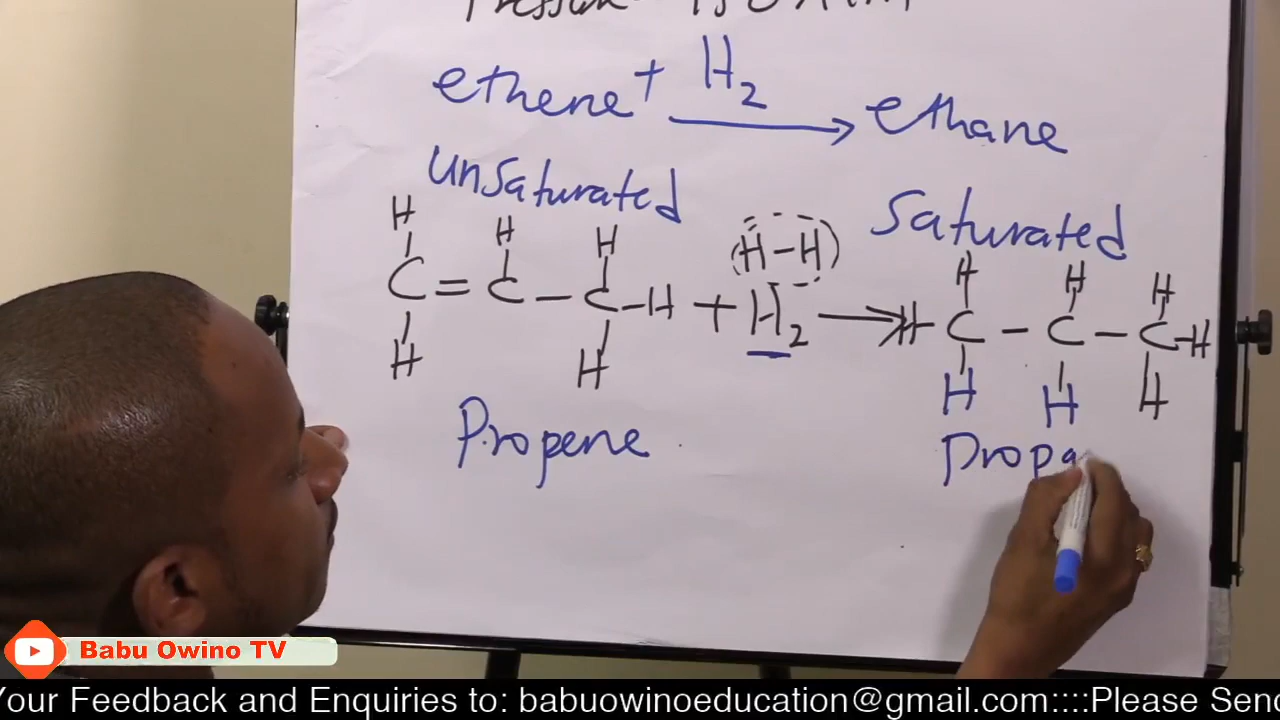 ethene + H2 → ethane
Unsaturated
Saturated
H H H H-H H H H
C = C - C - H + H2 → H - C - C - C - H
H H H H H
Propene
Propa
Babu Owino TV
Your Feedback and Enquiries to: babuowinoeducation@gmail.com::::Please Send